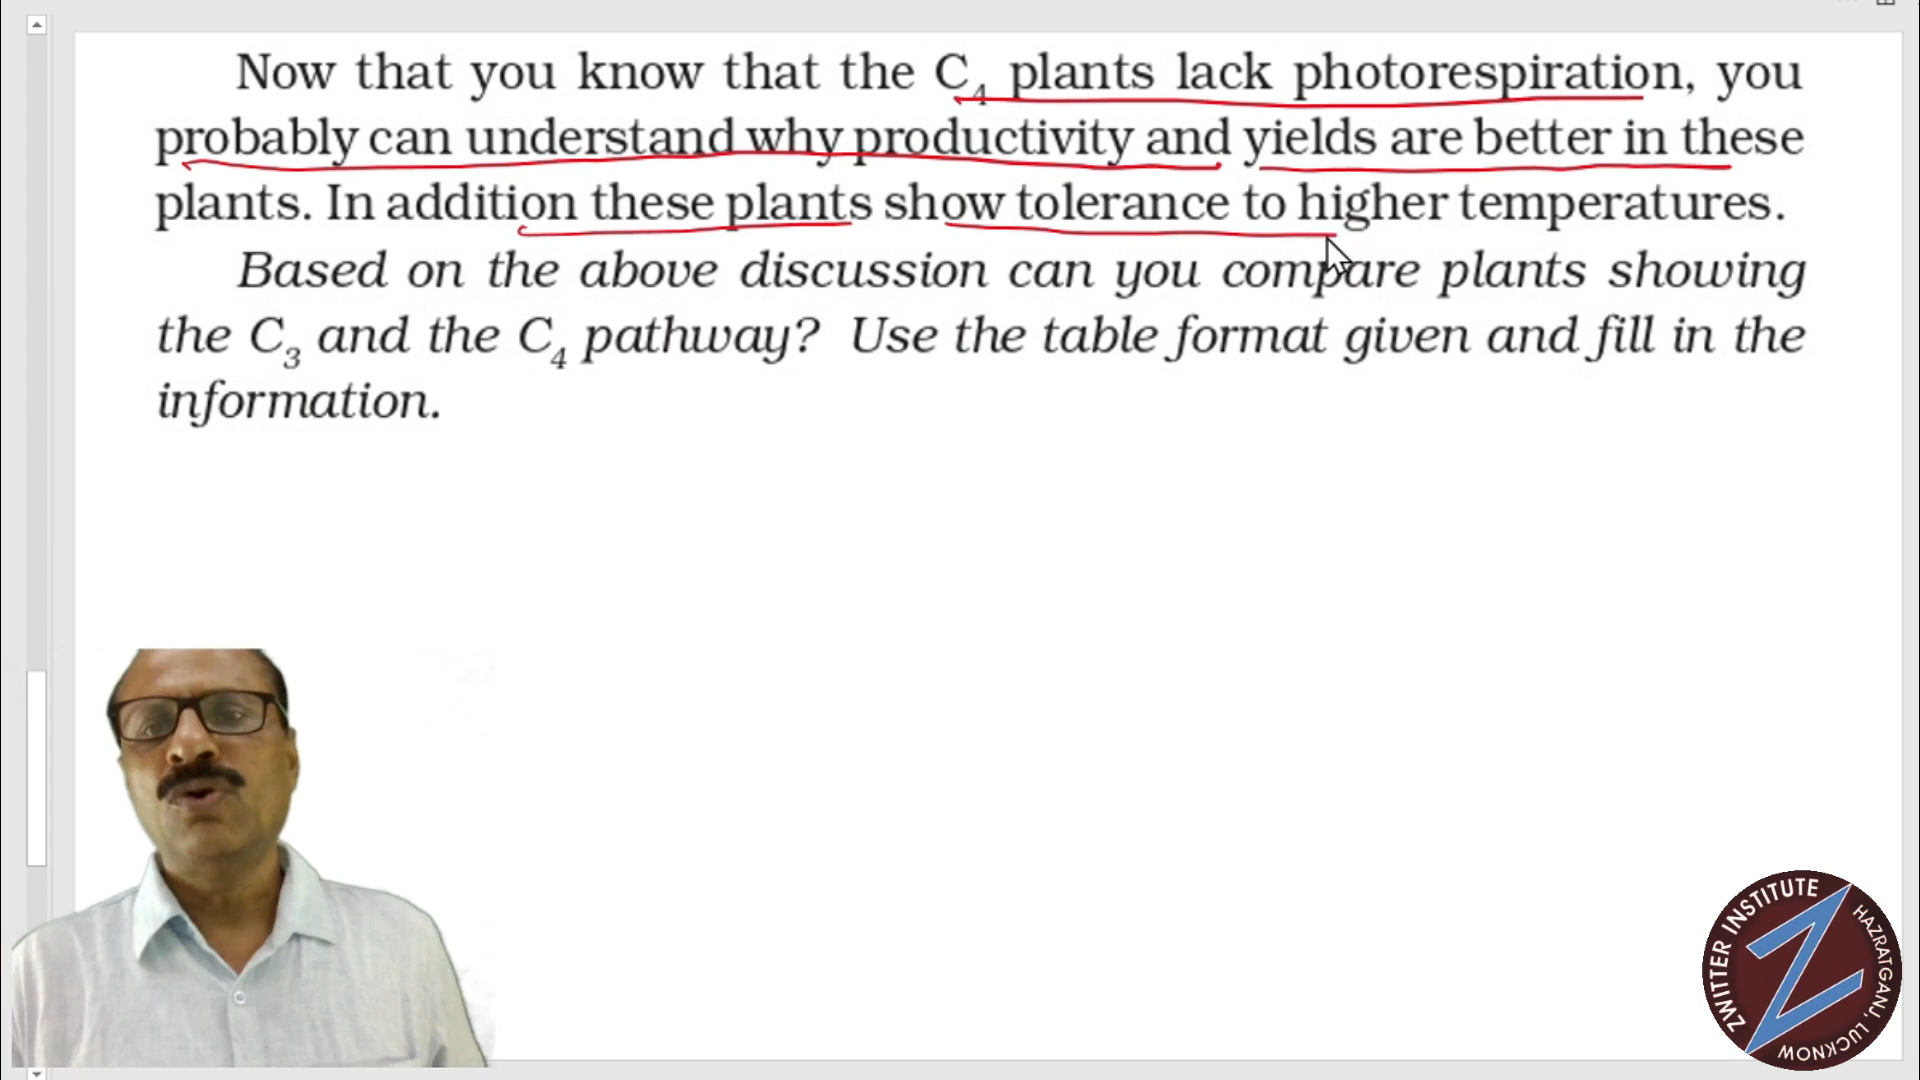 Now that you know that the C4 plants lack photorespiration, you
probably can understand why productivity and yields are better in these
plants. In addition these plants show tolerance to higher temperatures.
Based on the above discussion can you compare plants showing
the C3 and the C4 pathway? Use the table format given and fill in the
information.
ZWITTER INSTITUTE
HAZRATGANJ, LUCKNOW
Z